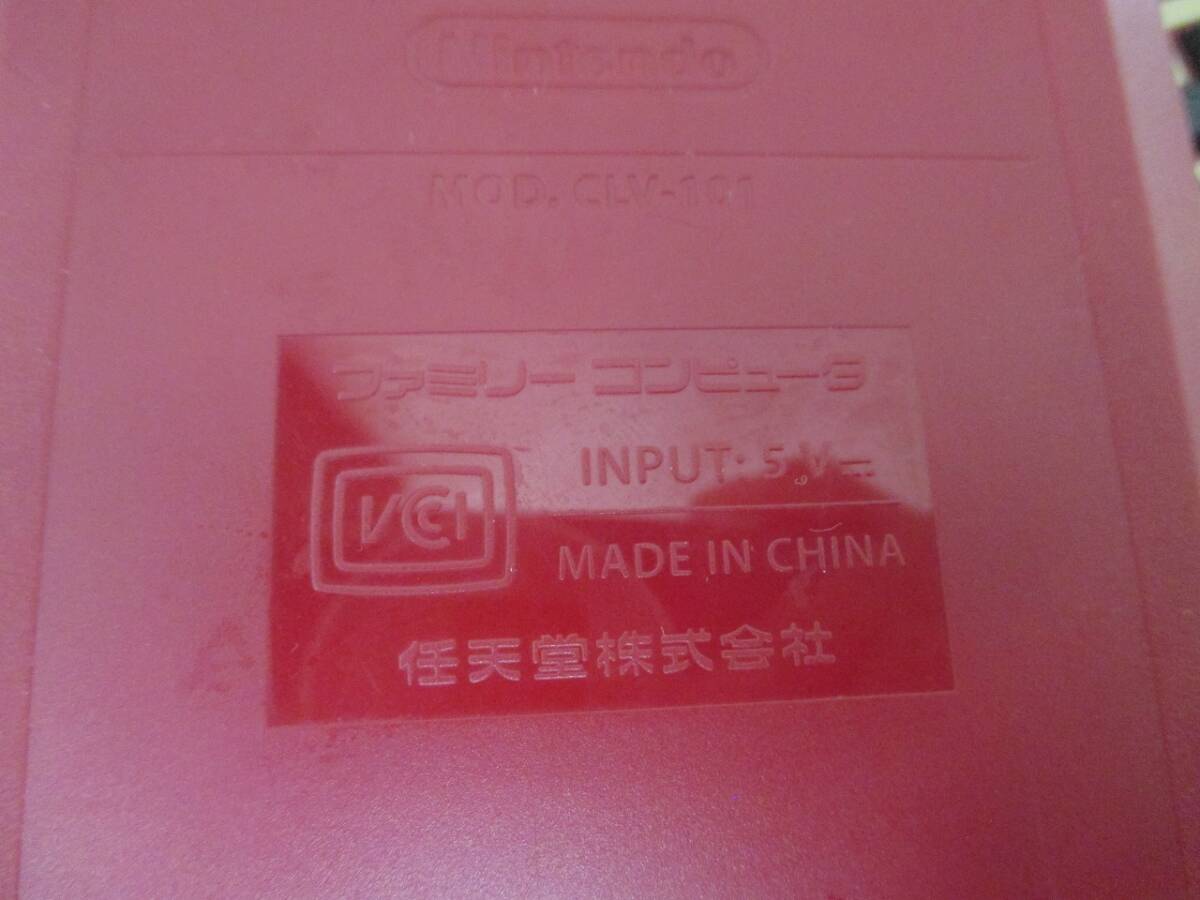 Nintendo
MOD. CLV-101
ファミリー コンピュータ
INPUT: 5 V⎓
VCCI
MADE IN CHINA
任天堂株式会社